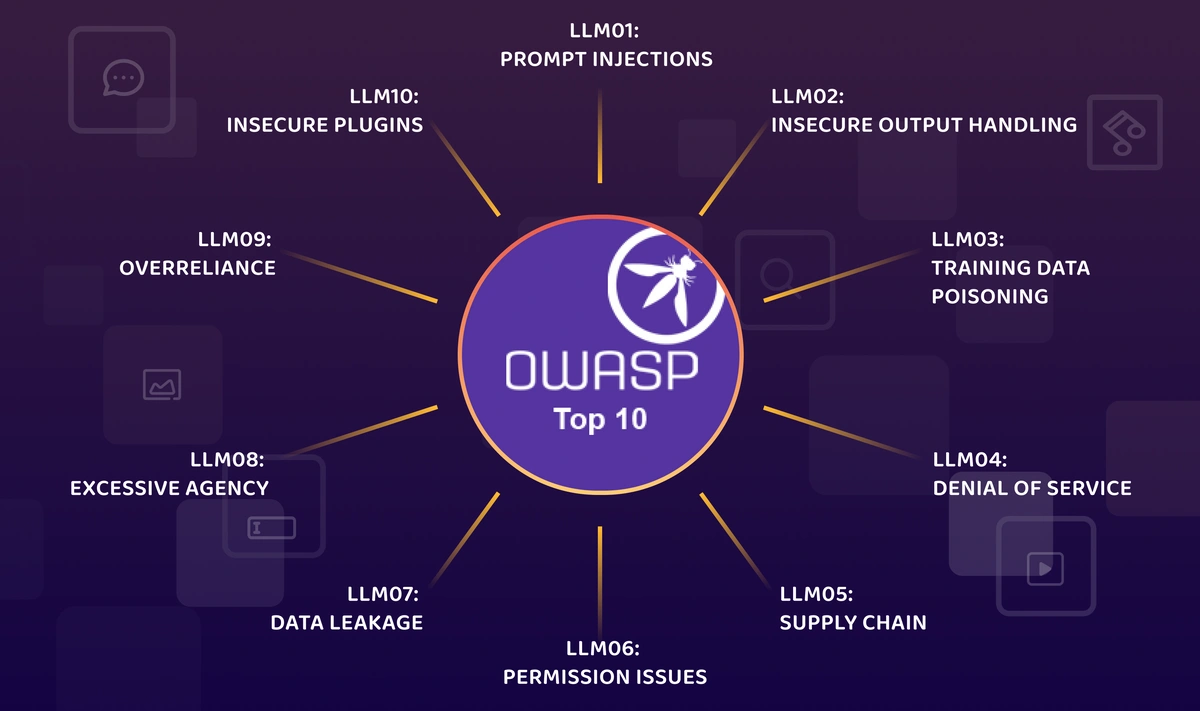 LLM01:
PROMPT INJECTIONS
LLM10:
INSECURE PLUGINS
LLM02:
INSECURE OUTPUT HANDLING
LLM09:
OVERRELIANCE
LLM03:
TRAINING DATA
POISONING
OWASP
Top 10
LLM08:
EXCESSIVE AGENCY
LLM04:
DENIAL OF SERVICE
LLM07:
DATA LEAKAGE
LLM05:
SUPPLY CHAIN
LLM06:
PERMISSION ISSUES